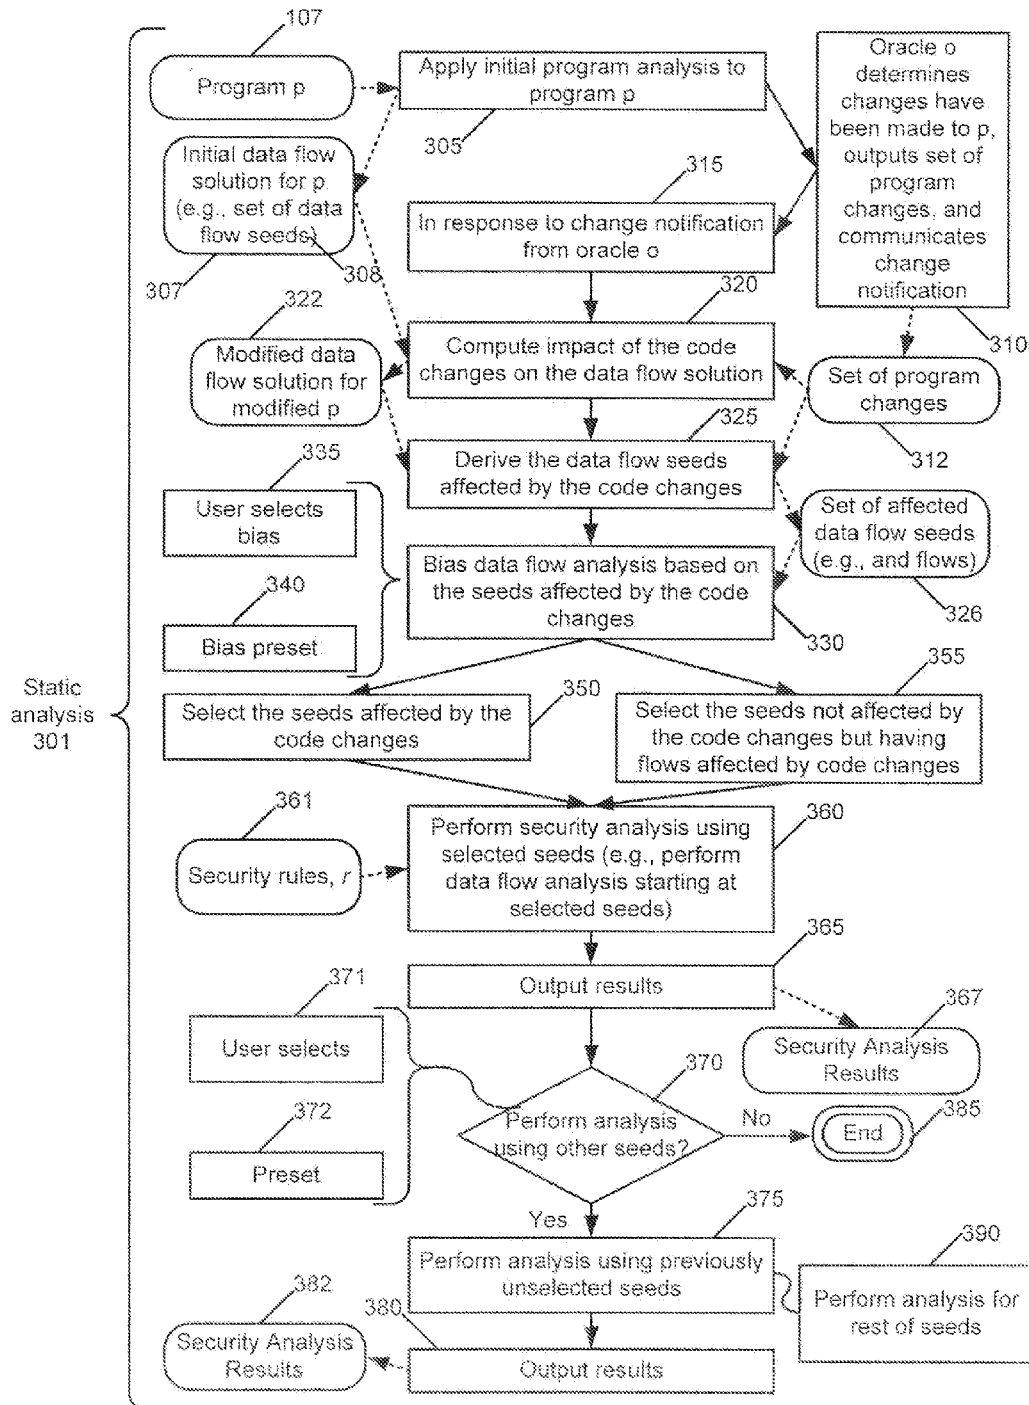 107
Program p
Apply initial program analysis to
program p
305
Oracle o
determines
changes have
been made to p,
outputs set of
program
changes, and
communicates
change
notification
310
Initial data flow
solution for p
(e.g., set of data
flow seeds)
307
308
315
In response to change notification
from oracle o
320
Compute impact of the code
changes on the data flow solution
322
Modified data
flow solution for
modified p
Set of program
changes
312
325
Derive the data flow seeds
affected by the code changes
335
User selects
bias
Set of affected
data flow seeds
(e.g., and flows)
326
Bias data flow analysis based on
the seeds affected by the code
changes
330
340
Bias preset
Static
analysis
301
350
Select the seeds affected by the
code changes
355
Select the seeds not affected by
the code changes but having
flows affected by code changes
361
Security rules, r
360
Perform security analysis using
selected seeds (e.g., perform
data flow analysis starting at
selected seeds)
365
Output results
367
Security Analysis
Results
371
User selects
372
Preset
370
Perform analysis
using other seeds?
No
End
385
Yes
375
Perform analysis using previously
unselected seeds
390
Perform analysis for
rest of seeds
382
Security Analysis
Results
380
Output results